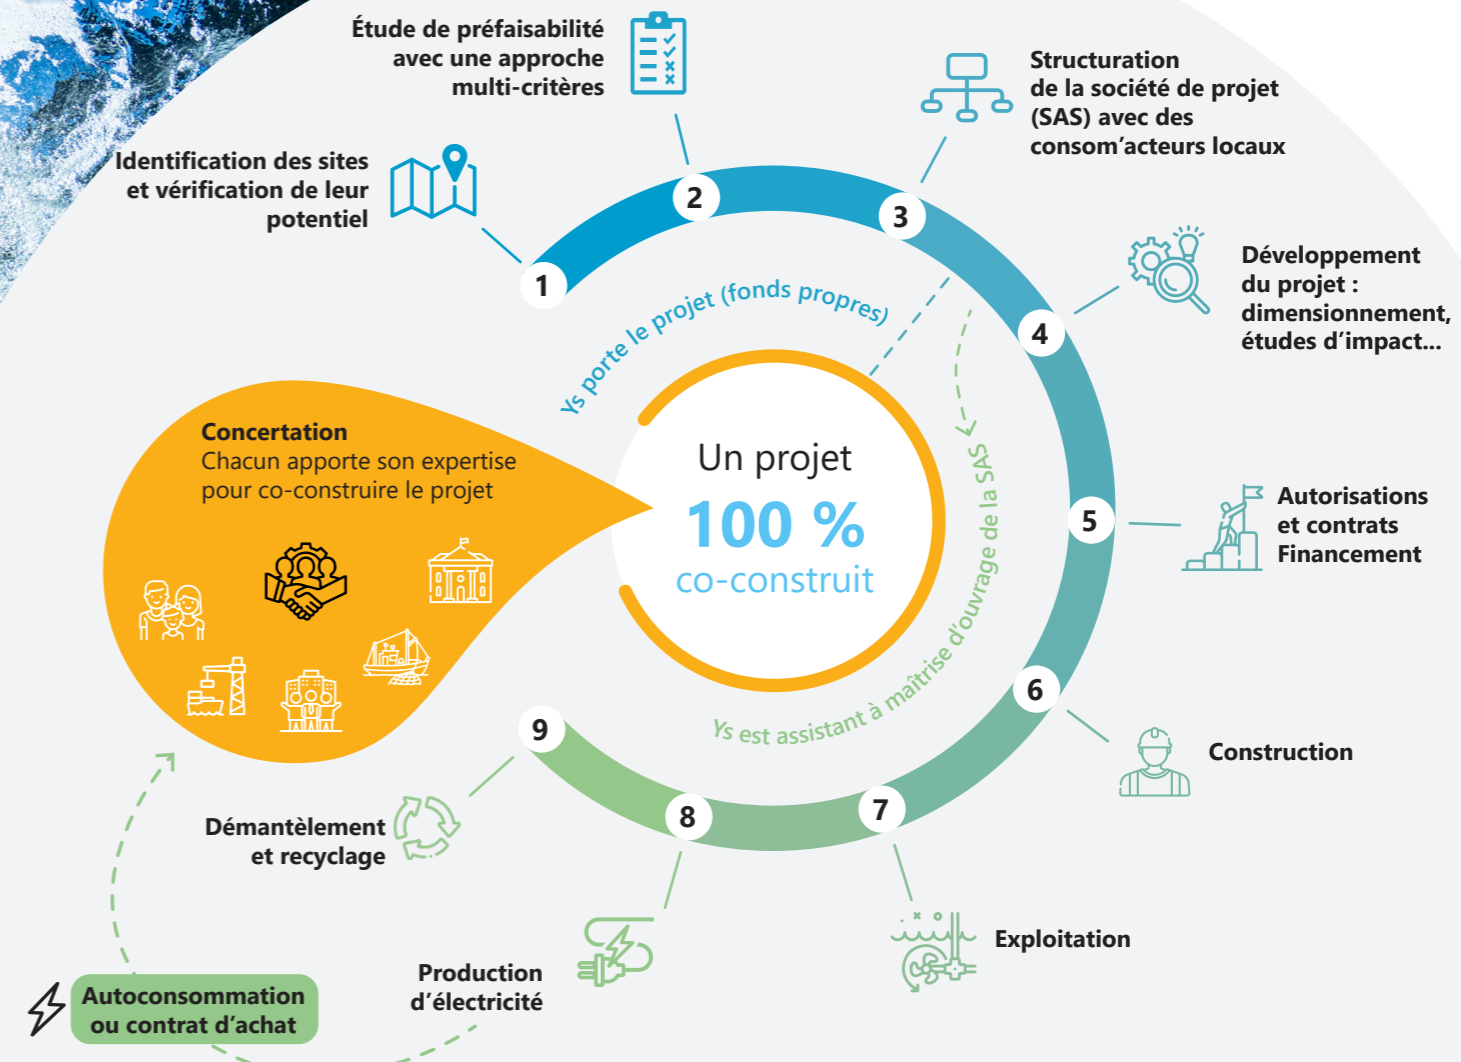 Étude de préfaisabilité
avec une approche
multi-critères
Structuration
de la société de projet
(SAS) avec des
consom'acteurs locaux
Identification des sites
et vérification de leur
potentiel
2
3
1
Développement
du projet :
dimensionnement,
études d'impact...
4
Ys porte le projet (fonds propres)
Concertation
Chacun apporte son expertise
pour co-construire le projet
Un projet
100 %
co-construit
Ys est assistant à maîtrise d'ouvrage de la SAS
5
Autorisations
et contrats
Financement
6
Construction
9
8
7
Démantèlement
et recyclage
Exploitation
Production
d'électricité
Autoconsommation
ou contrat d'achat